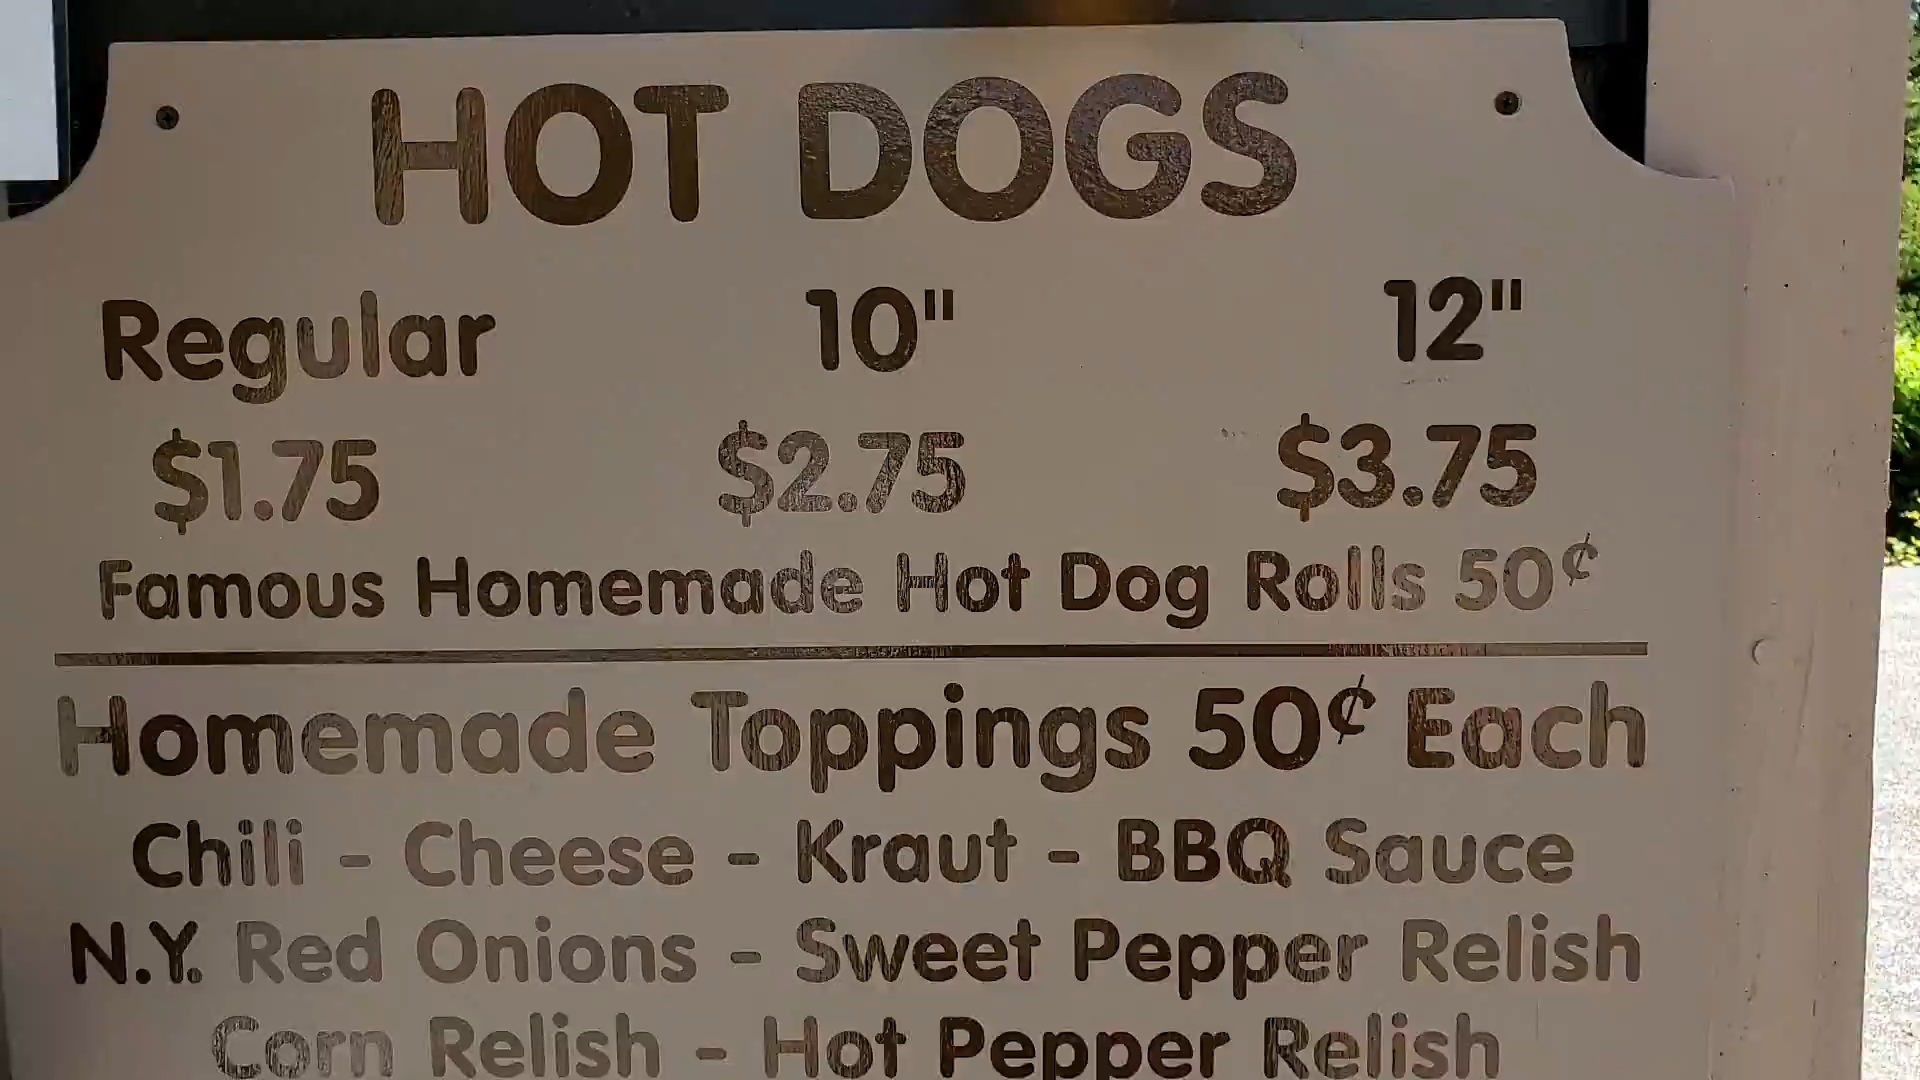 HOT DOGS
Regular 10" 12"
$1.75 $2.75 $3.75
Famous Homemade Hot Dog Rolls 50¢
Homemade Toppings 50¢ Each
Chili - Cheese - Kraut - BBQ Sauce
N.Y. Red Onions - Sweet Pepper Relish
Corn Relish - Hot Pepper Relish